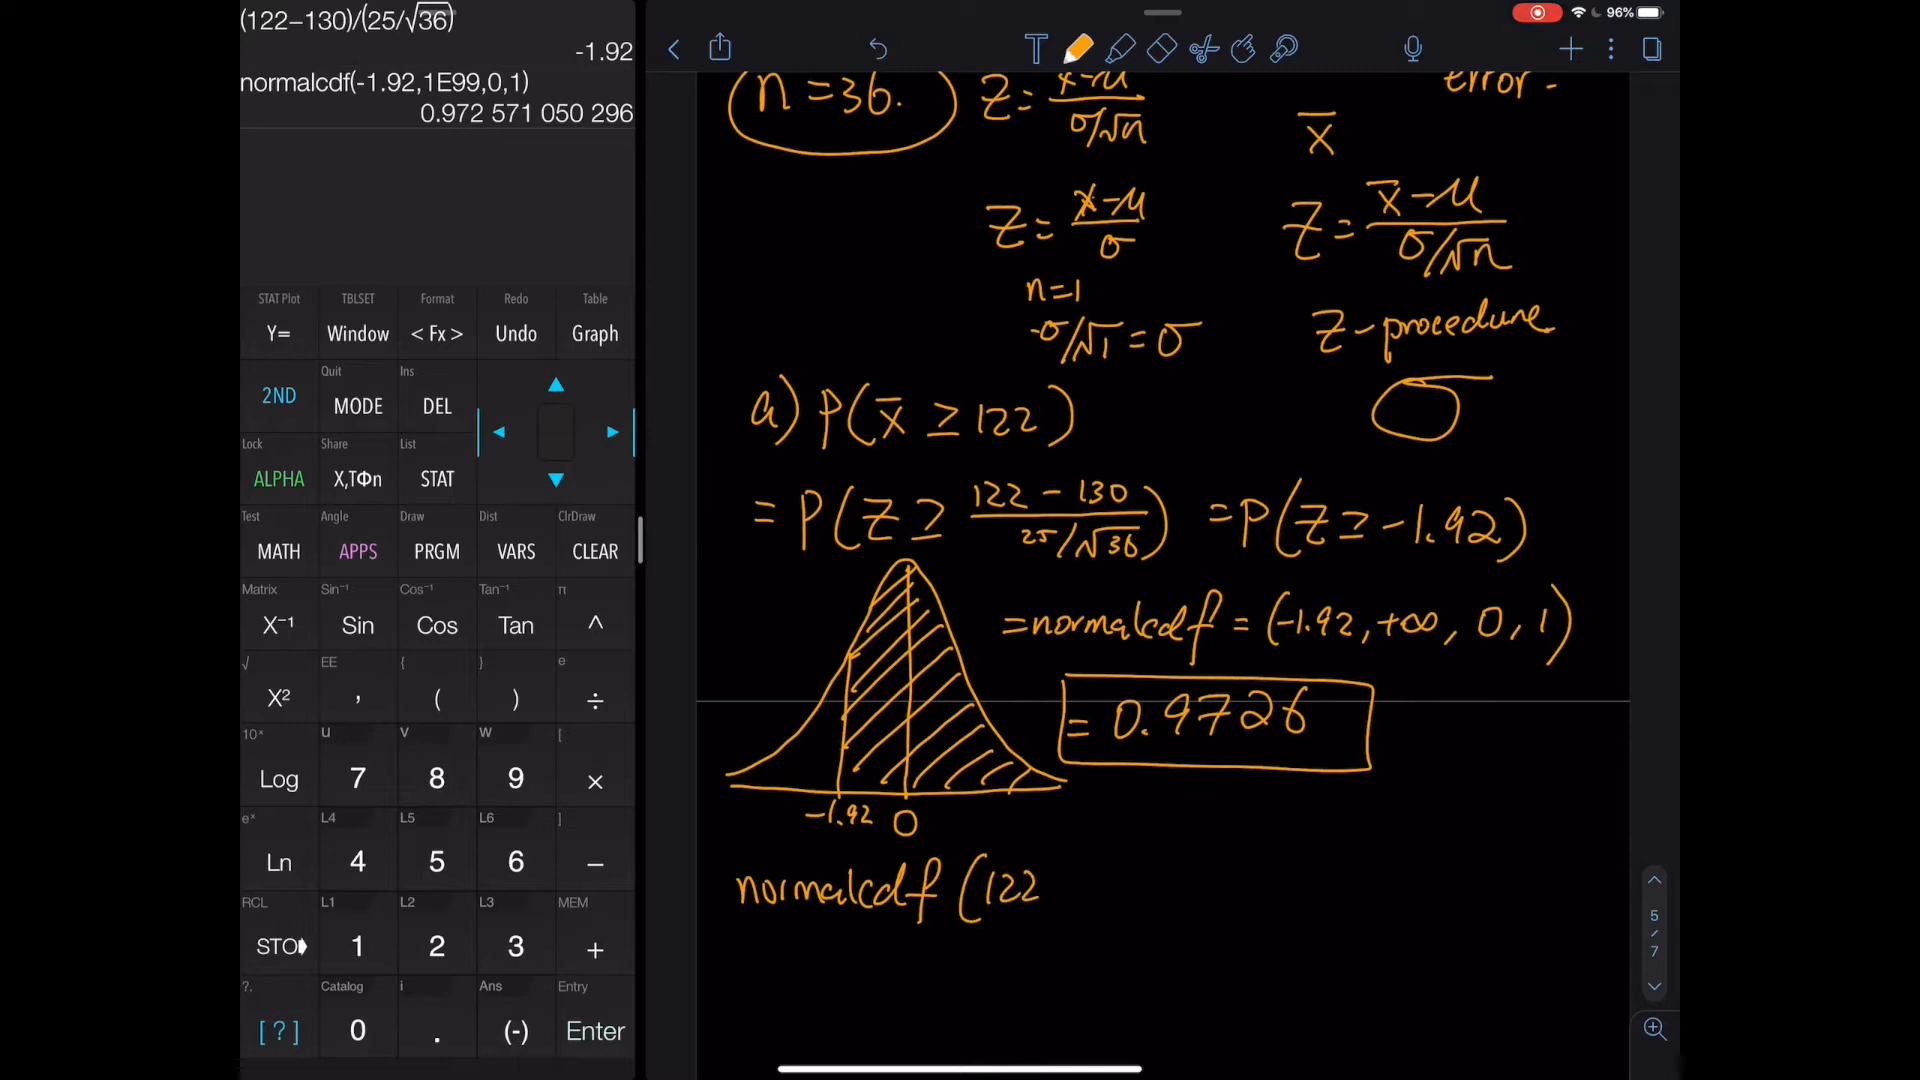 (122−130)/(25/√36)
-1.92
normalcdf(-1.92,1E99,0,1)
0.972 571 050 296
STAT Plot TBLSET Format Redo Table
Y= Window < Fx > Undo Graph
Quit Ins
2ND MODE DEL
Lock Share List
ALPHA X,TΦn STAT
Test Angle Draw Dist ClrDraw
MATH APPS PRGM VARS CLEAR
Matrix Sin⁻¹ Cos⁻¹ Tan⁻¹ π
X⁻¹ Sin Cos Tan ^
√ EE { } e
X² , ( ) ÷
10ˣ u v w [
Log 7 8 9 ×
eˣ L4 L5 L6 ]
Ln 4 5 6 −
RCL L1 L2 L3 MEM
STO 1 2 3 +
?. Catalog i Ans Entry
[ ? ] 0 . (-) Enter
96%
T
n = 36. Z = x-μ / σ/√n
error -
x̄
Z = x-μ / σ
Z = x̄-μ / σ/√n
n=1
σ/√1 = σ
Z-procedure
a) P(x̄ ≥ 122)
= P(Z ≥ 122 - 130 / 25/√36) = P(Z ≥ -1.92)
= normalcdf = (-1.92, +∞, 0, 1)
= 0.9726
-1.92 0
normalcdf (122
5
/
7